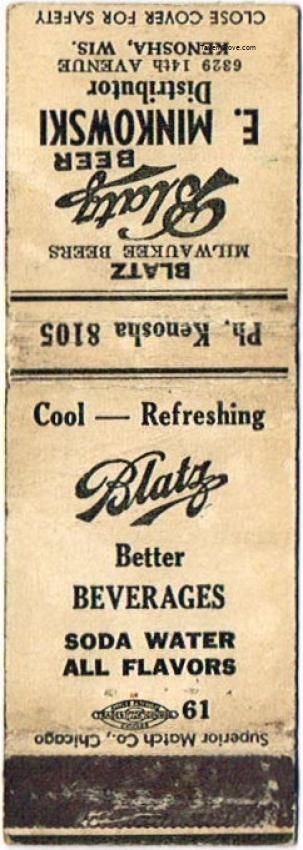 BLATZ
MILWAUKEE BEERS
Blatz
BEER
E. MINKOWSKI
Distributor
6329 14th AVENUE
KENOSHA, WIS.
CLOSE COVER FOR SAFETY
Ph. Kenosha 8105
Cool — Refreshing
Blatz
Better
BEVERAGES
SODA WATER
ALL FLAVORS
61
Superior Match Co., Chicago